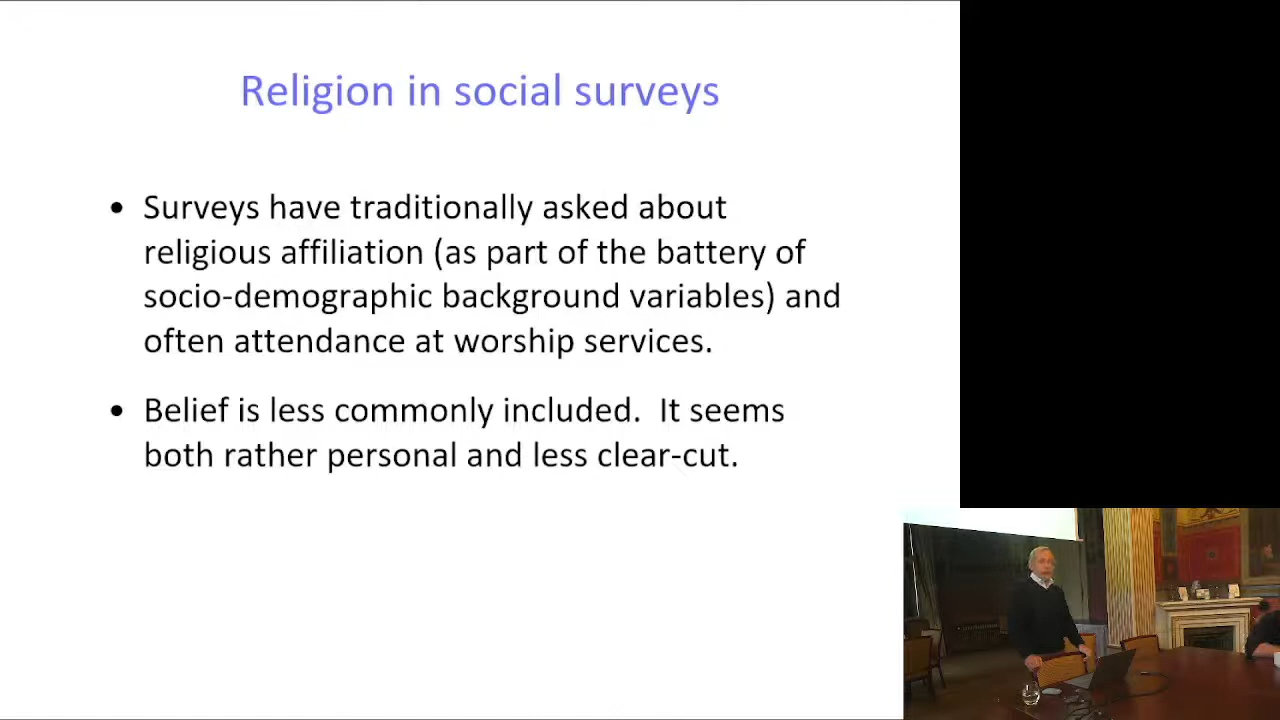 Religion in social surveys
• Surveys have traditionally asked about
religious affiliation (as part of the battery of
socio-demographic background variables) and
often attendance at worship services.
• Belief is less commonly included.  It seems
both rather personal and less clear-cut.